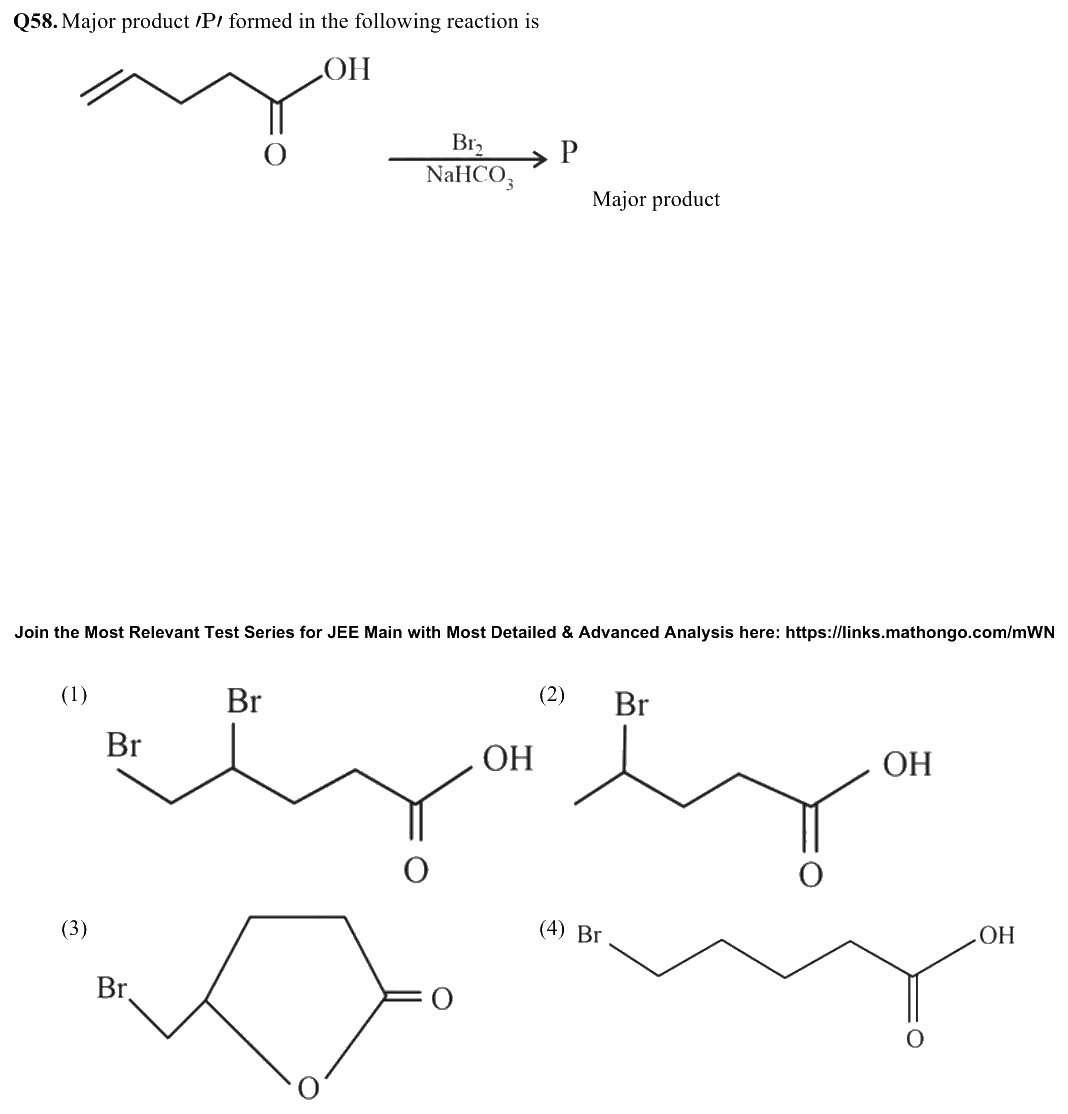 Q58. Major product ′P′ formed in the following reaction is
OH
O
Br₂
NaHCO₃
P
Major product
Join the Most Relevant Test Series for JEE Main with Most Detailed & Advanced Analysis here: https://links.mathongo.com/mWN
(1)
Br
Br
OH
O
(2)
Br
OH
O
(3)
Br
O
O
(4)
Br
OH
O